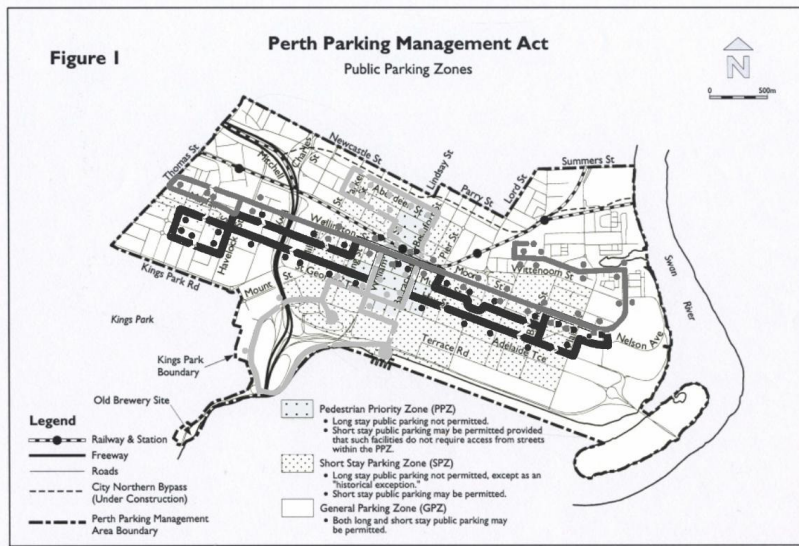 Figure 1
Perth Parking Management Act
Public Parking Zones
N
0 500m
Thomas St
Mitchell
Charles St
Newcastle St
Aberdeen St
Lindsay St
Parry St
Lord St
Summers St
Beaufort St
Pier St
Wellington St
Havelock
Kings Park Rd
Mount St
St Geo
Moore St
Wittenoom St
Terrace Rd
Adelaide Tce
Nelson Ave
Swan
River
Kings Park
Kings Park
Boundary
Old Brewery Site
Legend
Railway & Station
Freeway
Roads
City Northern Bypass
(Under Construction)
Perth Parking Management
Area Boundary
Pedestrian Priority Zone (PPZ)
• Long stay public parking not permitted.
• Short stay public parking may be permitted provided
that such facilities do not require access from streets
within the PPZ.
Short Stay Parking Zone (SPZ)
• Long stay public parking not permitted, except as an
"historical exception."
• Short stay public parking may be permitted.
General Parking Zone (GPZ)
• Both long and short stay public parking may
be permitted.